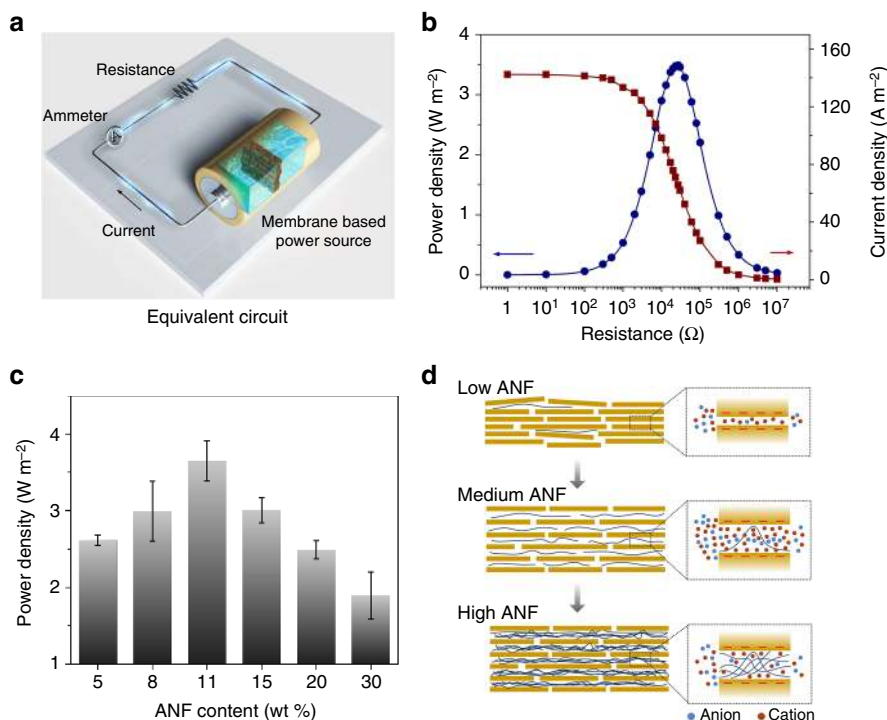 a
Resistance
Ammeter
Current
Membrane based
power source
Equivalent circuit
b
Power density (W m⁻²)
4
3
2
1
0
160
120
80
40
0
Current density (A m⁻²)
1 10¹ 10² 10³ 10⁴ 10⁵ 10⁶ 10⁷
Resistance (Ω)
c
Power density (W m⁻²)
4
3
2
1
5 8 11 15 20 30
ANF content (wt %)
d
Low ANF
Medium ANF
High ANF
Anion Cation